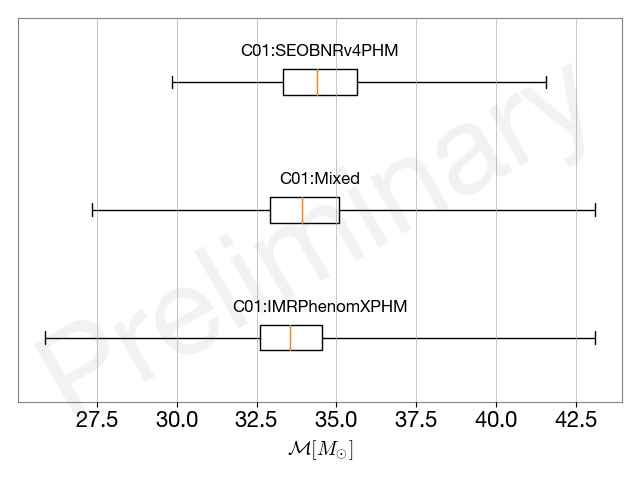 C01:SEOBNRv4PHM
C01:Mixed
C01:IMRPhenomXPHM
Preliminary
27.5 30.0 32.5 35.0 37.5 40.0 42.5
ℳ[M☉]